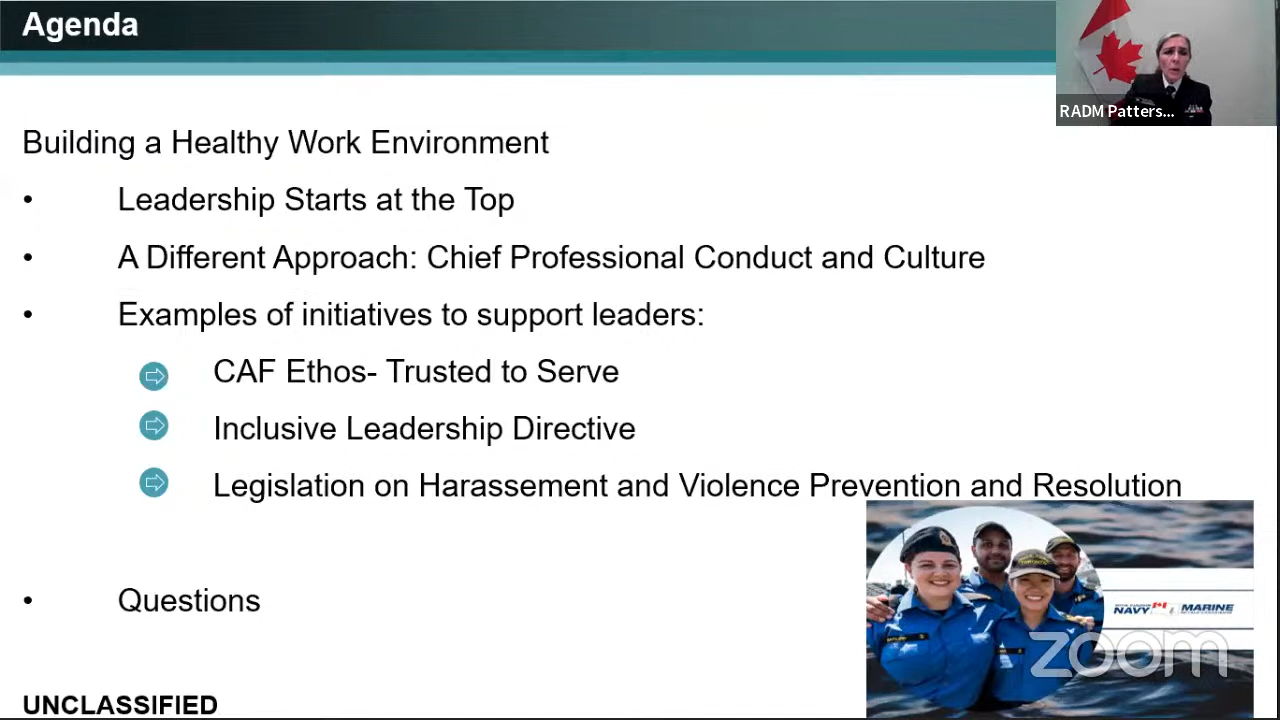 Agenda
RADM Patters...
Building a Healthy Work Environment
• Leadership Starts at the Top
• A Different Approach: Chief Professional Conduct and Culture
• Examples of initiatives to support leaders:
CAF Ethos- Trusted to Serve
Inclusive Leadership Directive
Legislation on Harassement and Violence Prevention and Resolution
• Questions
NAVY MARINE
zoom
UNCLASSIFIED